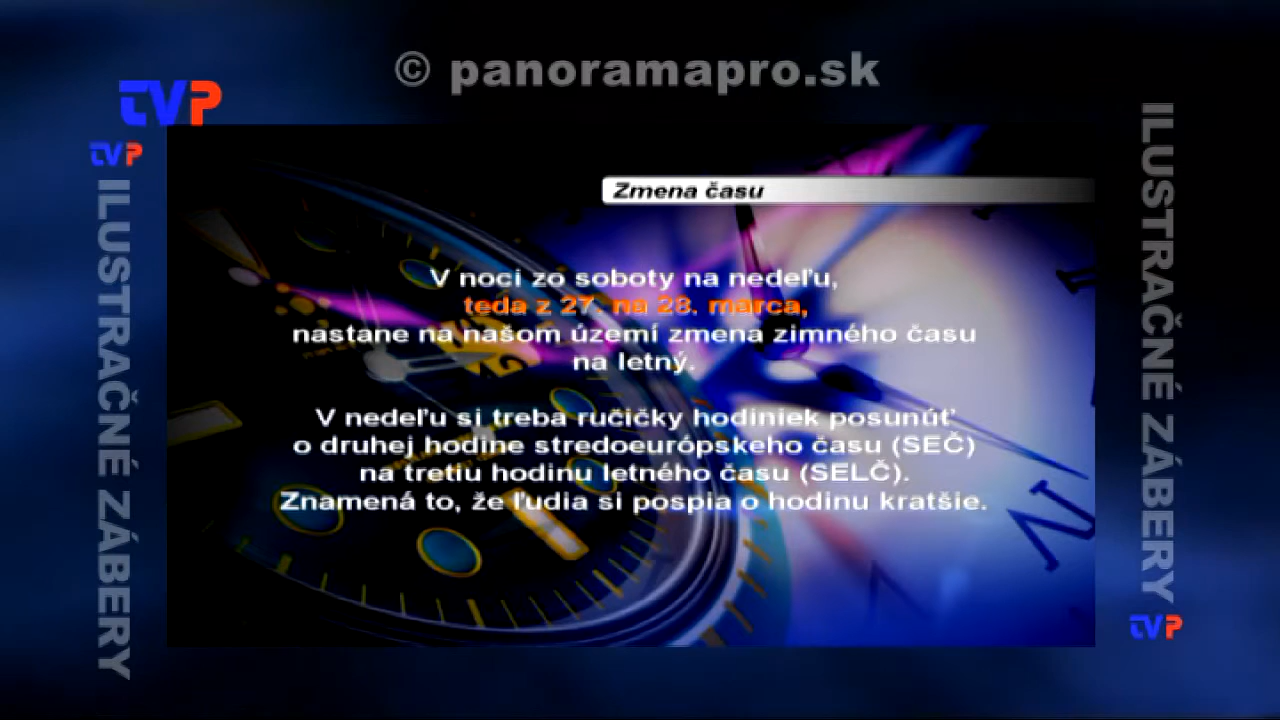 © panoramapro.sk
TVP
TVP
ILUSTRAČNÉ ZÁBERY
Zmena času
V noci zo soboty na nedeľu,
teda z 27. na 28. marca,
nastane na našom území zmena zimného času
na letný.
V nedeľu si treba ručičky hodiniek posunúť
o druhej hodine stredoeurópskeho času (SEČ)
na tretiu hodinu letného času (SELČ).
Znamená to, že ľudia si pospia o hodinu kratšie.
ILUSTRAČNÉ ZÁBERY
TVP